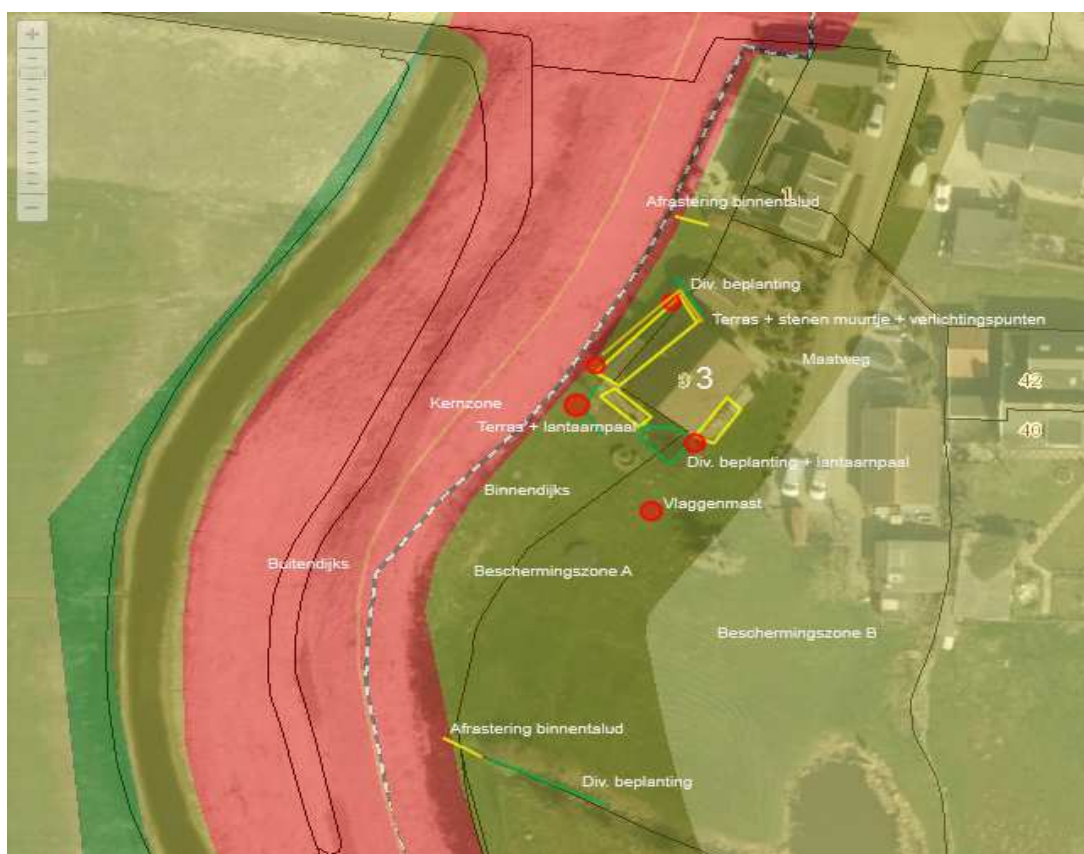 +
1
Afrastering binnentalud
Div. beplanting
Terras + stenen muurtje + verlichtingspunten
Maatweg
3
42
Kernzone
Terras + lantaarnpaal
40
Div. beplanting + lantaarnpaal
Binnendijks
Vlaggenmast
Buitendijks
Beschermingszone A
Beschermingszone B
Afrastering binnentalud
Div. beplanting